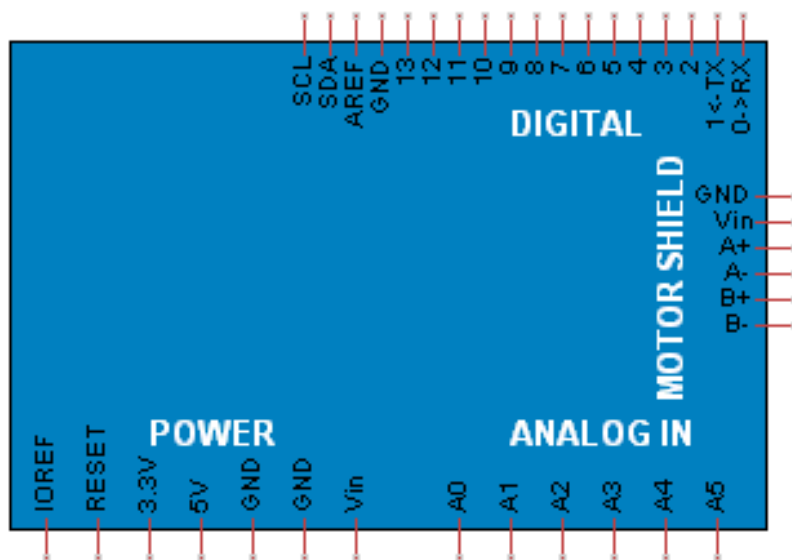 SCL
SDA
AREF
GND
13
12
11
10
9
8
7
6
5
4
3
2
1<-TX
0->RX
DIGITAL
MOTOR SHIELD
GND
Vin
A+
A-
B+
B-
POWER
ANALOG IN
IOREF
RESET
3.3V
5V
GND
GND
Vin
A0
A1
A2
A3
A4
A5